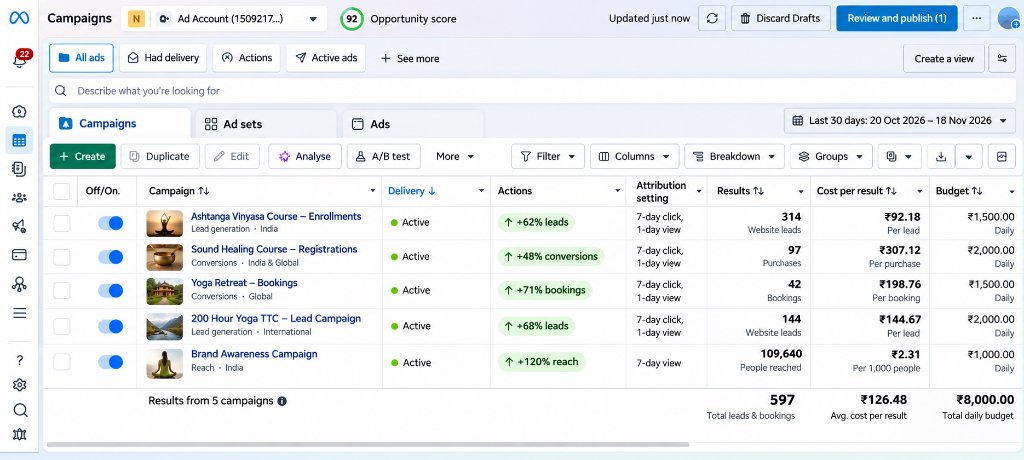 Campaigns
N
Ad Account (1509217...)
92
Opportunity score
Updated just now
Discard Drafts
Review and publish (1)
22
All ads
Had delivery
Actions
Active ads
+ See more
Create a view
Describe what you're looking for
Campaigns
Ad sets
Ads
Last 30 days: 20 Oct 2026 – 18 Nov 2026
+ Create
Duplicate
Edit
Analyse
A/B test
More
Filter
Columns
Breakdown
Groups
Off/On.
Campaign ↑↓
Delivery ↓
Actions
Attribution
setting
Results ↑↓
Cost per result ↑↓
Budget ↑↓
Ashtanga Vinyasa Course – Enrollments
Lead generation · India
Active
↑ +62% leads
7-day click,
1-day view
314
Website leads
₹92.18
Per lead
₹1,500.00
Daily
Sound Healing Course – Registrations
Conversions · India & Global
Active
↑ +48% conversions
7-day click,
1-day view
97
Purchases
₹307.12
Per purchase
₹2,000.00
Daily
Yoga Retreat – Bookings
Conversions · Global
Active
↑ +71% bookings
7-day click,
1-day view
42
Bookings
₹198.76
Per booking
₹1,500.00
Daily
200 Hour Yoga TTC – Lead Campaign
Lead generation · International
Active
↑ +68% leads
7-day click,
1-day view
144
Website leads
₹144.67
Per lead
₹2,000.00
Daily
Brand Awareness Campaign
Reach · India
Active
↑ +120% reach
7-day view
109,640
People reached
₹2.31
Per 1,000 people
₹1,000.00
Daily
Results from 5 campaigns
597
Total leads & bookings
₹126.48
Avg. cost per result
₹8,000.00
Total daily budget